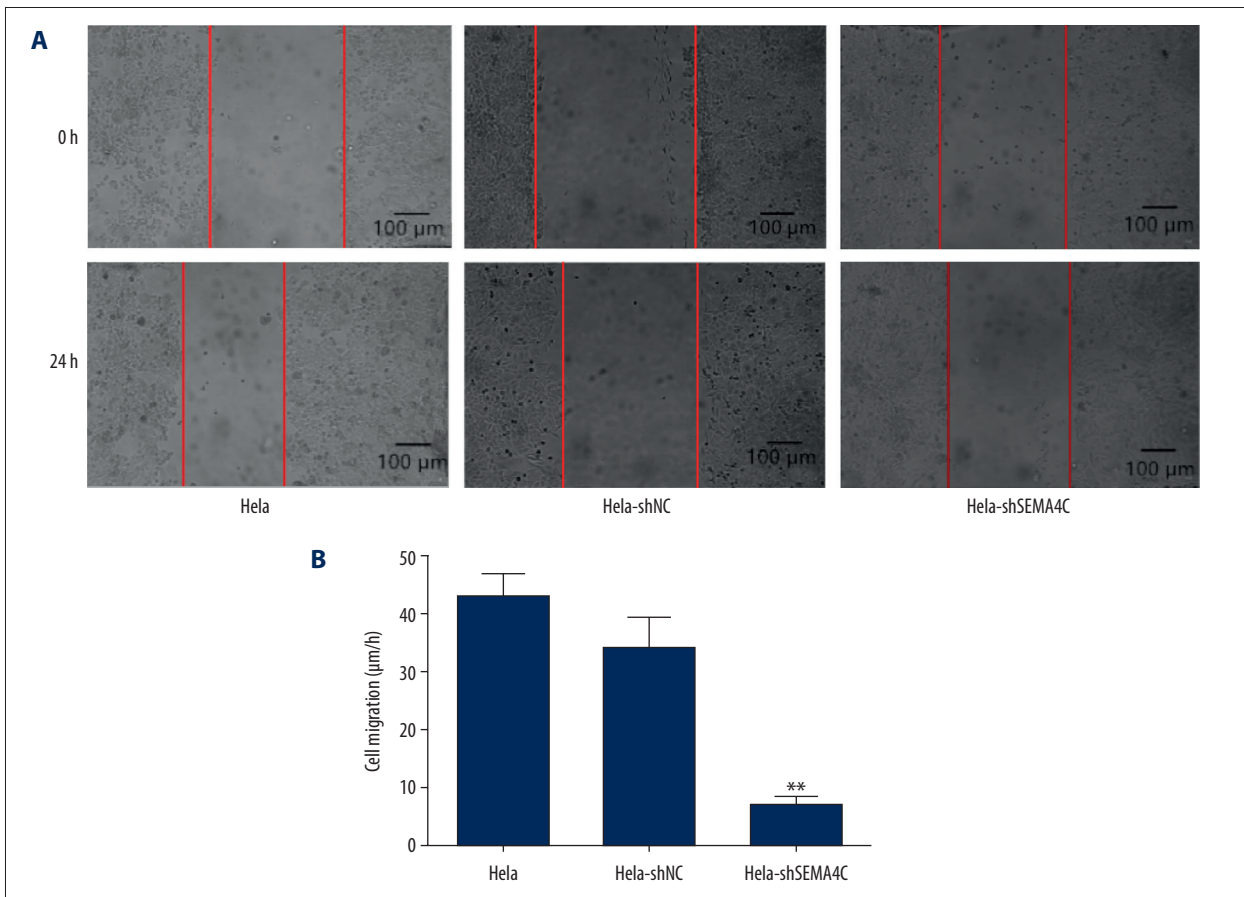 A
0 h
100 µm
100 µm
100 µm
24 h
100 µm
100 µm
100 µm
Hela
Hela-shNC
Hela-shSEMA4C
B
Cell migration (µm/h)
50
40
30
20
10
0
**
Hela
Hela-shNC
Hela-shSEMA4C